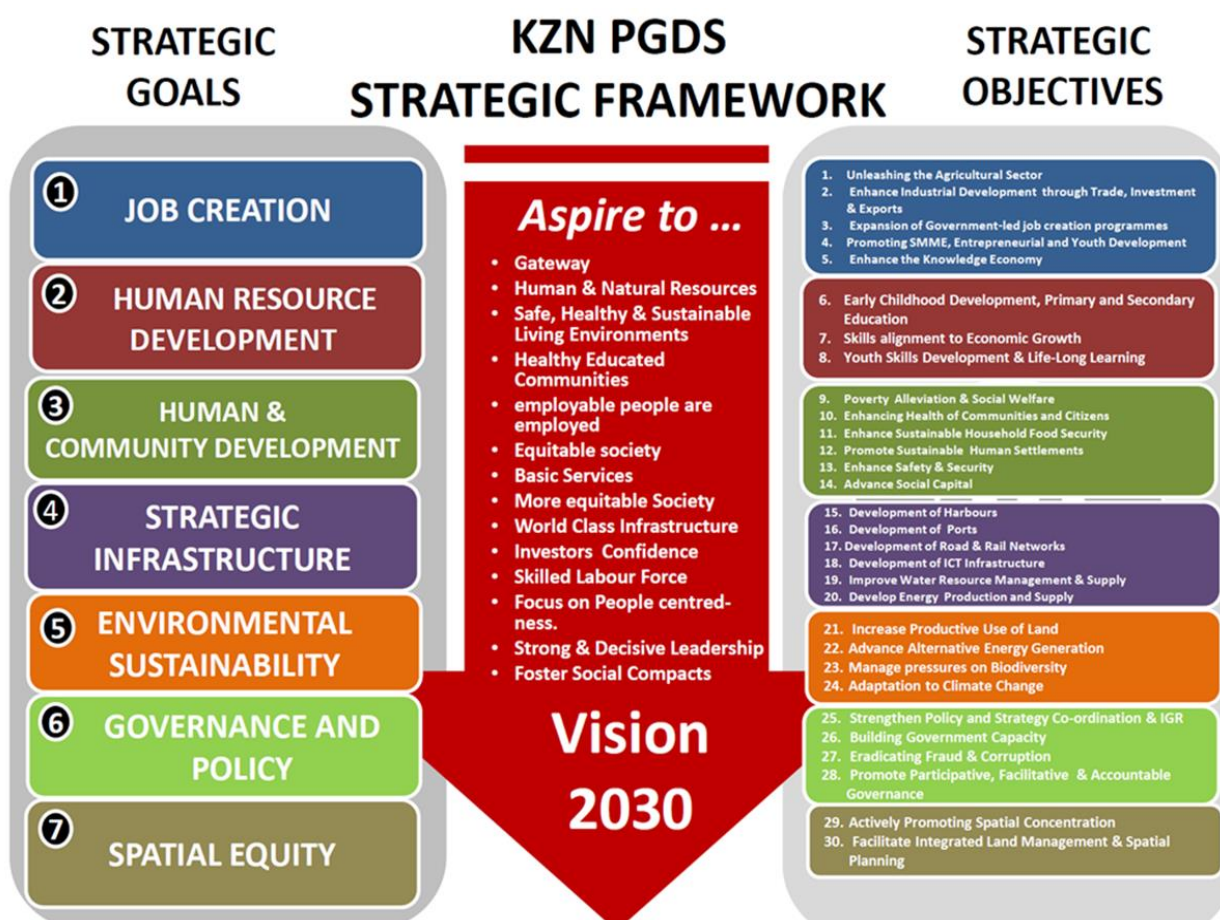 STRATEGIC
GOALS
KZN PGDS
STRATEGIC FRAMEWORK
STRATEGIC
OBJECTIVES
1
JOB CREATION
2
HUMAN RESOURCE
DEVELOPMENT
3
HUMAN &
COMMUNITY DEVELOPMENT
4
STRATEGIC
INFRASTRUCTURE
5
ENVIRONMENTAL
SUSTAINABILITY
6
GOVERNANCE AND
POLICY
7
SPATIAL EQUITY
Aspire to ...
• Gateway
• Human & Natural Resources
• Safe, Healthy & Sustainable
Living Environments
• Healthy Educated
Communities
• employable people are
employed
• Equitable society
• Basic Services
• More equitable Society
• World Class Infrastructure
• Investors Confidence
• Skilled Labour Force
• Focus on People centred-
ness.
• Strong & Decisive Leadership
• Foster Social Compacts
Vision
2030
1. Unleashing the Agricultural Sector
2. Enhance Industrial Development through Trade, Investment
& Exports
3. Expansion of Government-led job creation programmes
4. Promoting SMME, Entrepreneurial and Youth Development
5. Enhance the Knowledge Economy
6. Early Childhood Development, Primary and Secondary
Education
7. Skills alignment to Economic Growth
8. Youth Skills Development & Life-Long Learning
9. Poverty Alleviation & Social Welfare
10. Enhancing Health of Communities and Citizens
11. Enhance Sustainable Household Food Security
12. Promote Sustainable Human Settlements
13. Enhance Safety & Security
14. Advance Social Capital
15. Development of Harbours
16. Development of Ports
17. Development of Road & Rail Networks
18. Development of ICT Infrastructure
19. Improve Water Resource Management & Supply
20. Develop Energy Production and Supply
21. Increase Productive Use of Land
22. Advance Alternative Energy Generation
23. Manage pressures on Biodiversity
24. Adaptation to Climate Change
25. Strengthen Policy and Strategy Co-ordination & IGR
26. Building Government Capacity
27. Eradicating Fraud & Corruption
28. Promote Participative, Facilitative & Accountable
Governance
29. Actively Promoting Spatial Concentration
30. Facilitate Integrated Land Management & Spatial
Planning